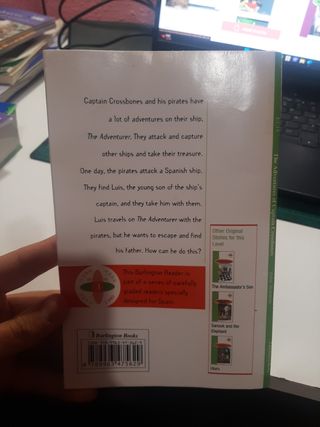 Captain Crossbones and his pirates have
a lot of adventures on their ship,
The Adventurer. They attack and capture
other ships and take their treasure.
One day, the pirates attack a Spanish ship.
They find Luis, the young son of the ship's
captain, and they take him with them.
Luis travels on The Adventurer with the
pirates, but he wants to escape and find
his father. How can he do this?
This Burlington Reader is
part of a series of carefully
graded readers specially
designed for Spain.
Burlington Books
Other Original
Stories for this
Level
The Ambassador's Son
Samson and the
Elephant
The Adventures of Captain Crossbones